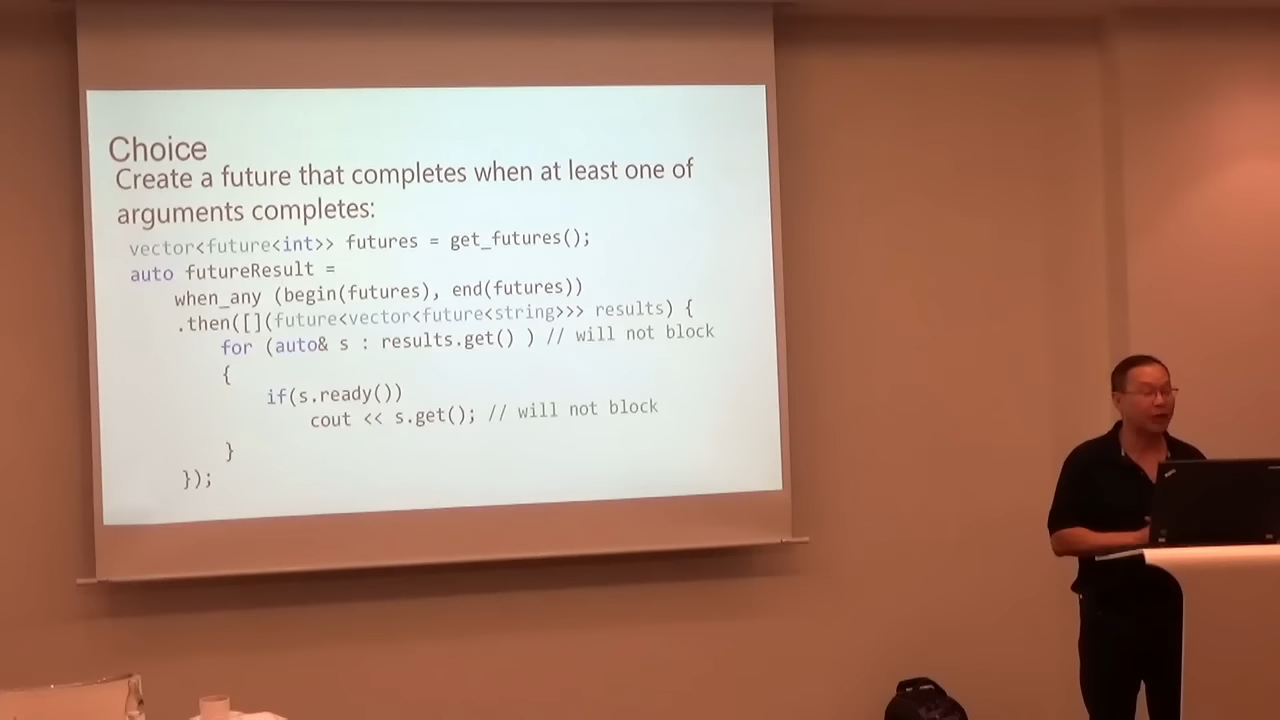 Choice
Create a future that completes when at least one of
arguments completes:
vector<future<int>> futures = get_futures();
auto futureResult =
when_any (begin(futures), end(futures))
.then([](future<vector<future<string>>> results) {
for (auto& s : results.get() ) // will not block
{
if(s.ready())
cout << s.get(); // will not block
}
});